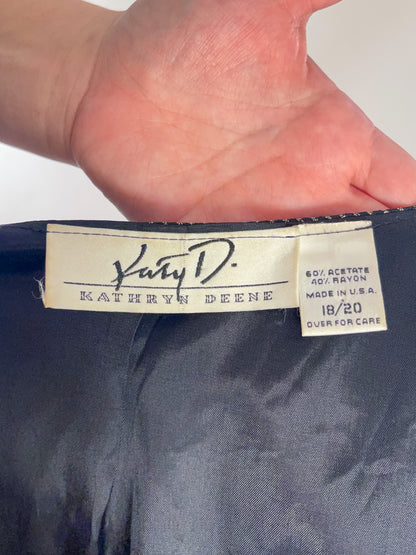 Katy D.
KATHRYN DEENE
60% ACETATE
40% RAYON
MADE IN U.S.A.
18/20
OVER FOR CARE